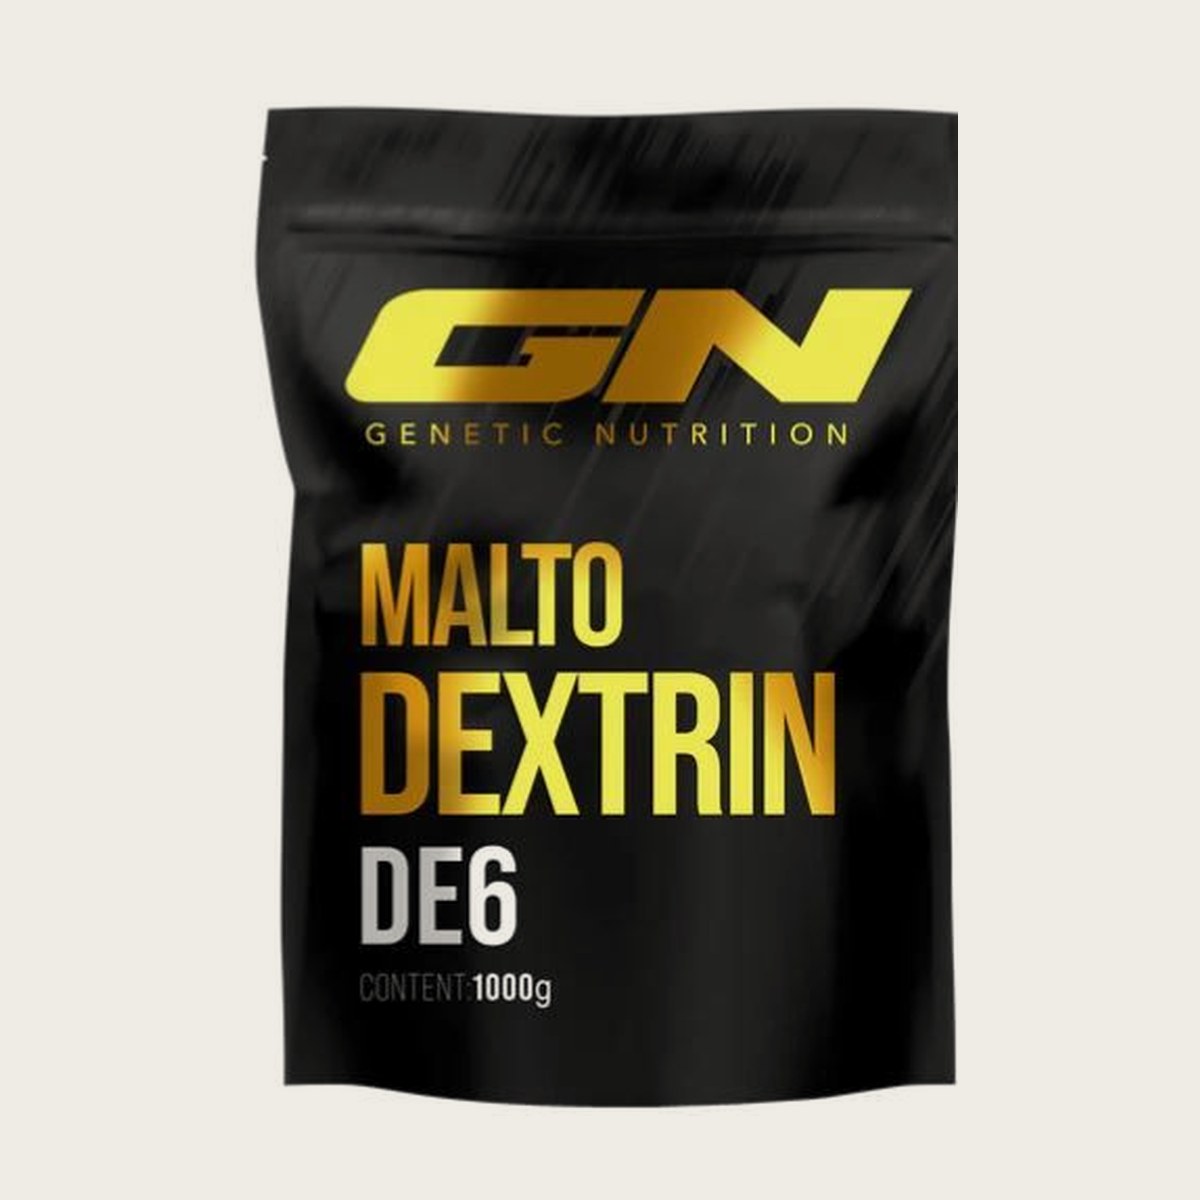 GN
GENETIC NUTRITION
MALTO
DEXTRIN
DE6
CONTENT:1000g